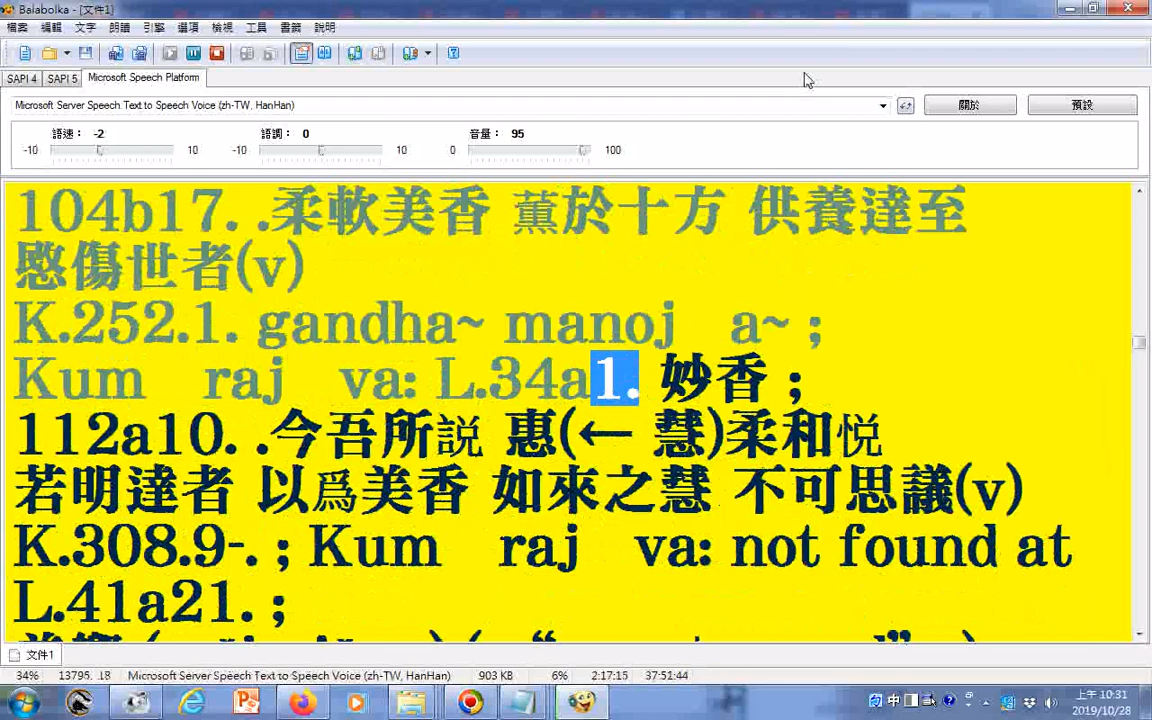 Balabolka - [文件1]
檔案 編輯 文字 朗讀 引擎 選項 檢視 工具 書籤 說明
SAPI 4 SAPI 5 Microsoft Speech Platform
Microsoft Server Speech Text to Speech Voice (zh-TW, HanHan) 關於 預設
語速： -2 語調： 0 音量： 95
-10 10 -10 10 0 100
104b17. .柔軟美香 薰於十方 供養達至
愍傷世者(v)
K.252.1. gandha~ manoj a~ ;
Kum raj va: L.34a1. 妙香 ;
112a10. .今吾所説 惠(← 慧)柔和悦
若明達者 以爲美香 如來之慧 不可思議(v)
K.308.9-. ; Kum raj va: not found at
L.41a21. ;
文件1
34% 13795. .18 Microsoft Server Speech Text to Speech Voice (zh-TW, HanHan) 903 KB 6% 2:17:15 37:51:44
中 上午 10:31
2019/10/28